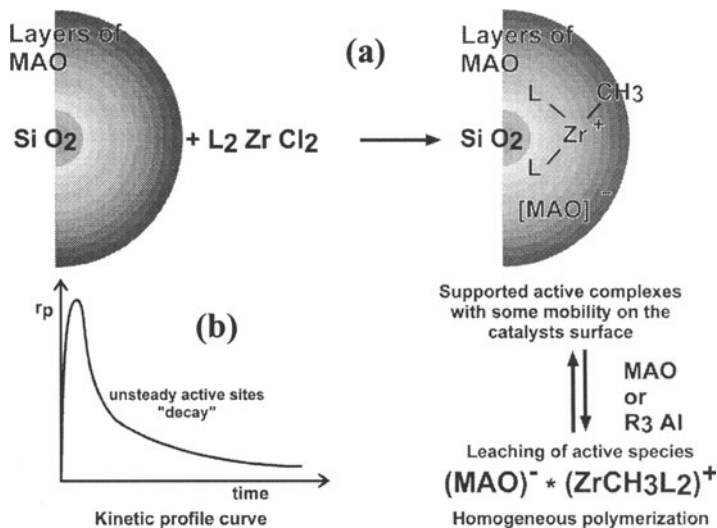 Layers of
MAO
Si O2
+ L2 Zr Cl2
(a)
Layers of
MAO
L
CH3
Zr +
Si O2
L
[MAO] -
rp
(b)
unsteady active sites
"decay"
time
Kinetic profile curve
Supported active complexes
with some mobility on the
catalysts surface
MAO
or
R3 Al
Leaching of active species
(MAO)- * (ZrCH3L2)+
Homogeneous polymerization